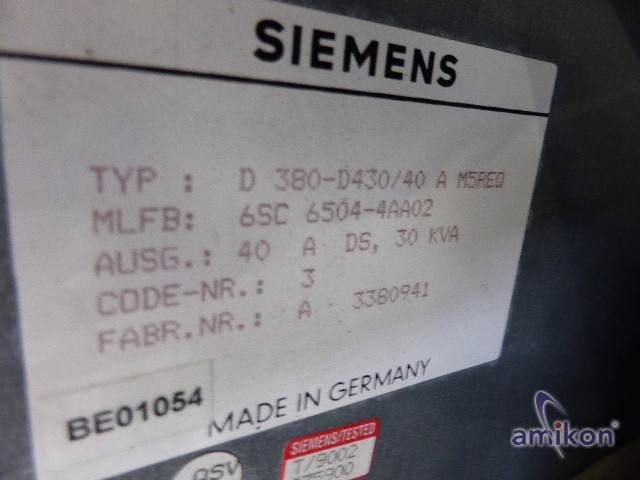 SIEMENS
TYP : D 380-D430/40 A M5REQ
MLFB: 6SC 6504-4AA02
AUSG.: 40 A DS, 30 KVA
CODE-NR.: 3
FABR.NR.: A 3380941
BE01054
MADE IN GERMANY
SIEMENS/TESTED
T/9002
QSV
amikon